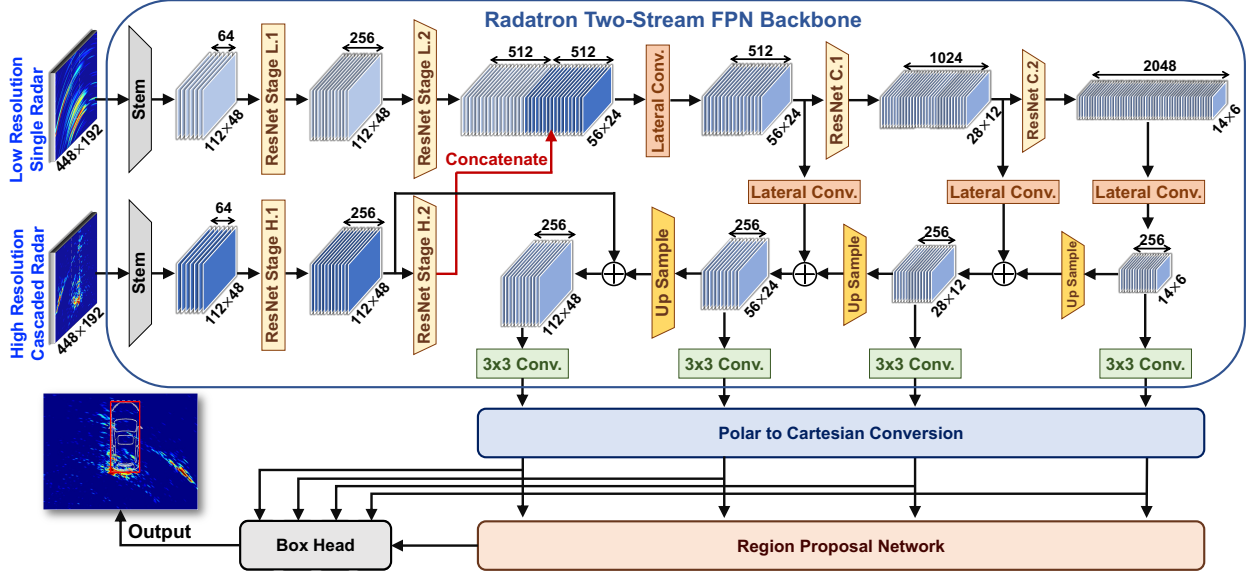 Radatron Two-Stream FPN Backbone
Low Resolution
Single Radar
448×192
Stem
64
112×48
ResNet Stage L.1
256
112×48
ResNet Stage L.2
512
512
56×24
Lateral Conv.
512
56×24
ResNet C.1
1024
28×12
ResNet C.2
2048
14×6
Concatenate
Lateral Conv.
Lateral Conv.
Lateral Conv.
High Resolution
Cascaded Radar
448×192
Stem
64
112×48
ResNet Stage H.1
256
112×48
ResNet Stage H.2
256
112×48
Up Sample
256
56×24
Up Sample
256
28×12
Up Sample
256
14×6
3x3 Conv.
3x3 Conv.
3x3 Conv.
3x3 Conv.
Polar to Cartesian Conversion
Output
Box Head
Region Proposal Network